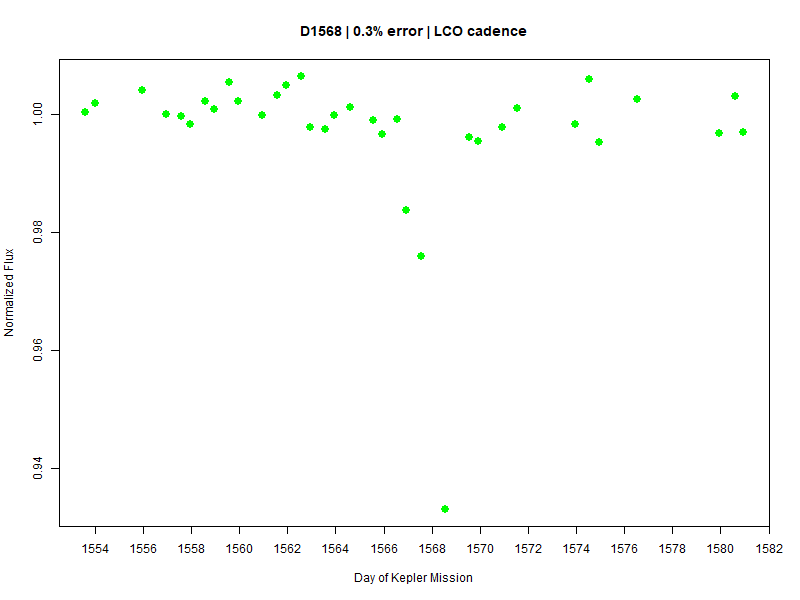 D1568 | 0.3% error | LCO cadence
Normalized Flux
1.00
0.98
0.96
0.94
1554 1556 1558 1560 1562 1564 1566 1568 1570 1572 1574 1576 1578 1580 1582
Day of Kepler Mission